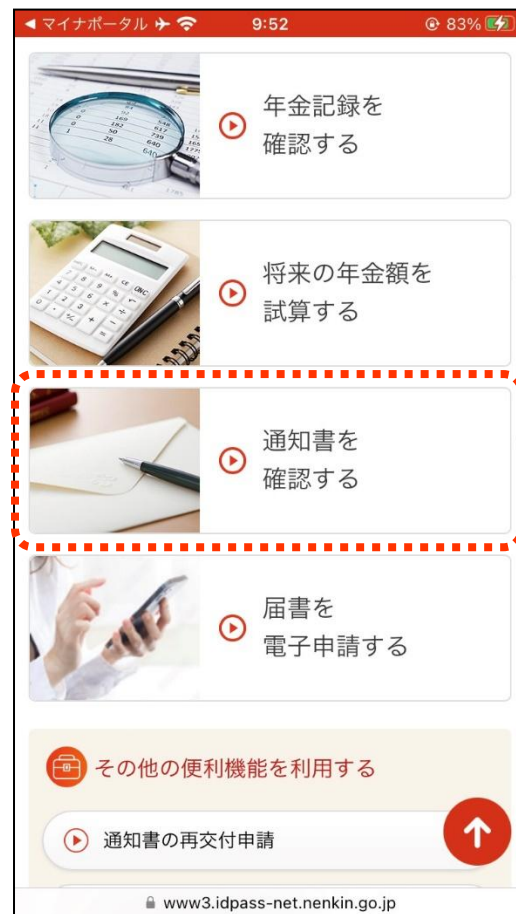 マイナポータル 9:52 83%
年金記録を
確認する
将来の年金額を
試算する
通知書を
確認する
届書を
電子申請する
その他の便利機能を利用する
通知書の再交付申請
www3.idpass-net.nenkin.go.jp